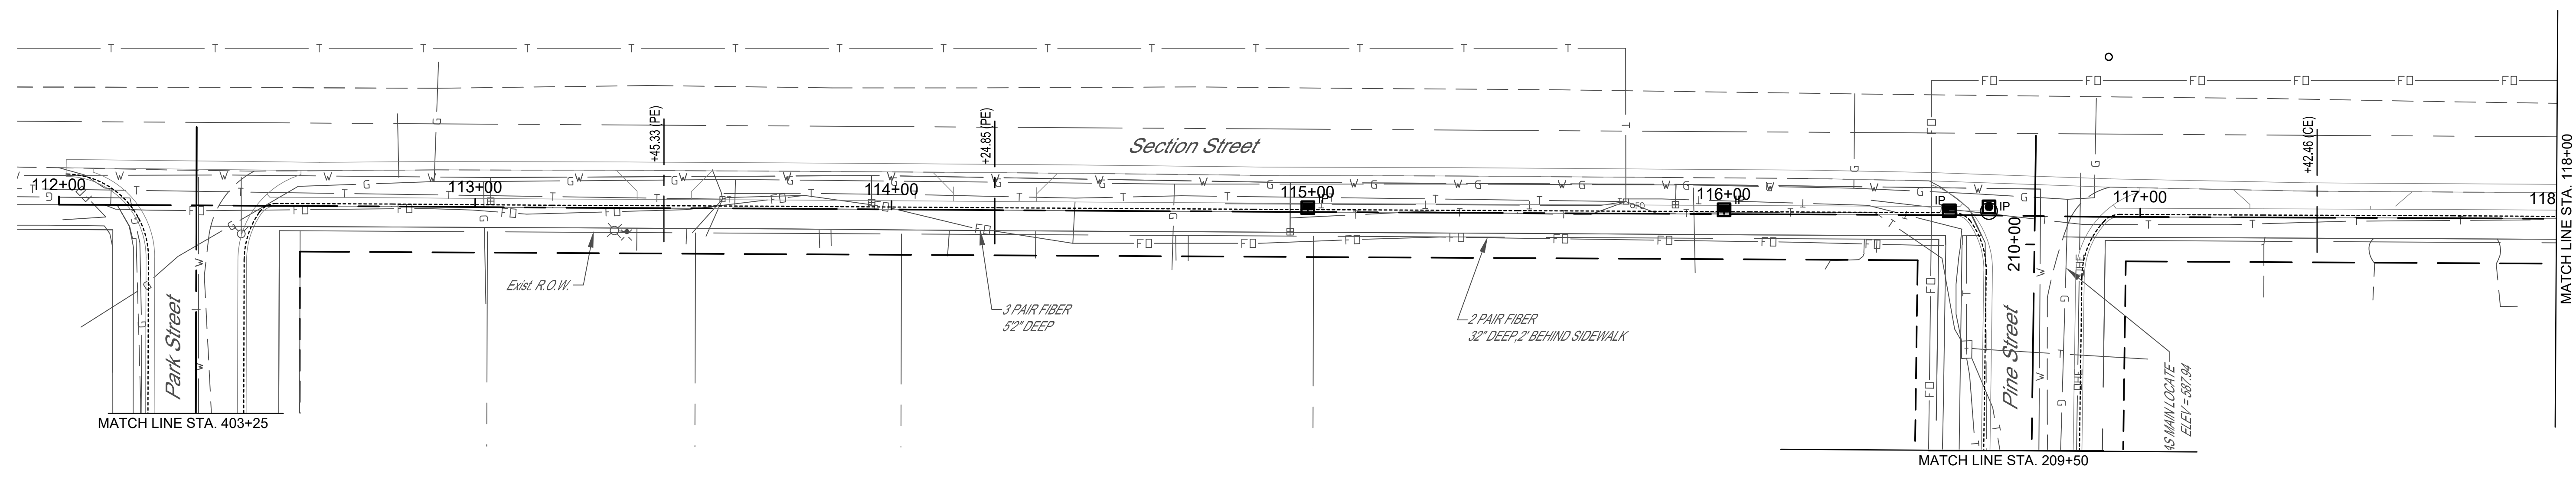 +45.33 (PE)
+24.85 (PE)
Section Street
+42.46 (CE)
112+00
113+00
114+00
115+00
116+00
117+00
118
IP
IP
IP
IP
210+00
Exist. R.O.W.
3 PAIR FIBER
5'2" DEEP
2 PAIR FIBER
32" DEEP,2' BEHIND SIDEWALK
Park Street
Pine Street
AS MAIN LOCATE
ELEV = 587.94
MATCH LINE STA. 403+25
MATCH LINE STA. 209+50
MATCH LINE STA. 118+00